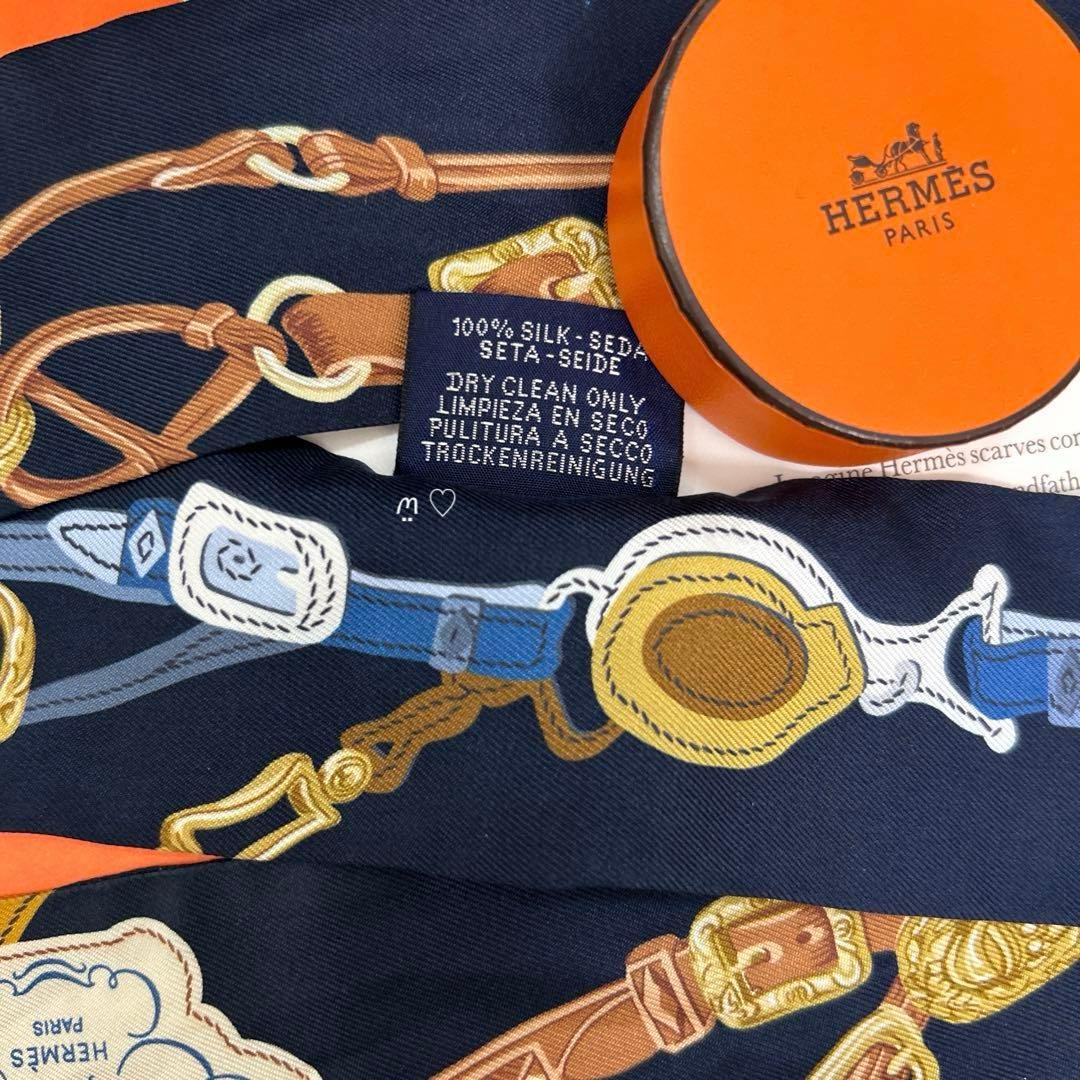 HERMÈS
PARIS
100% SILK - SEDA
SETA - SEIDE
DRY CLEAN ONLY
LIMPIEZA EN SECO
PULITURA A SECCO
TROCKENREINIGUNG
Hermès scarves
PARIS
HERMÈS